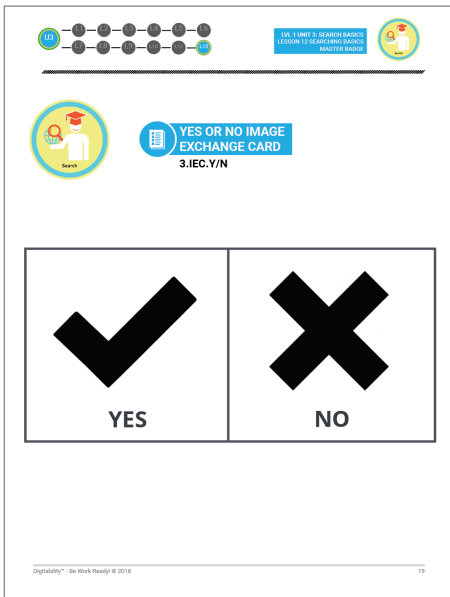 U3
L1 L2 L3 L4 L5 L6
L7 L8 L9 L10 L11 L12
LVL 1 UNIT 3: SEARCH BASICS
LESSON 12 SEARCHING BASICS
MASTER BADGE
Search
Search
YES OR NO IMAGE
EXCHANGE CARD
3.IEC.Y/N
YES
NO
Digitability™ - Be Work Ready! © 2018
19